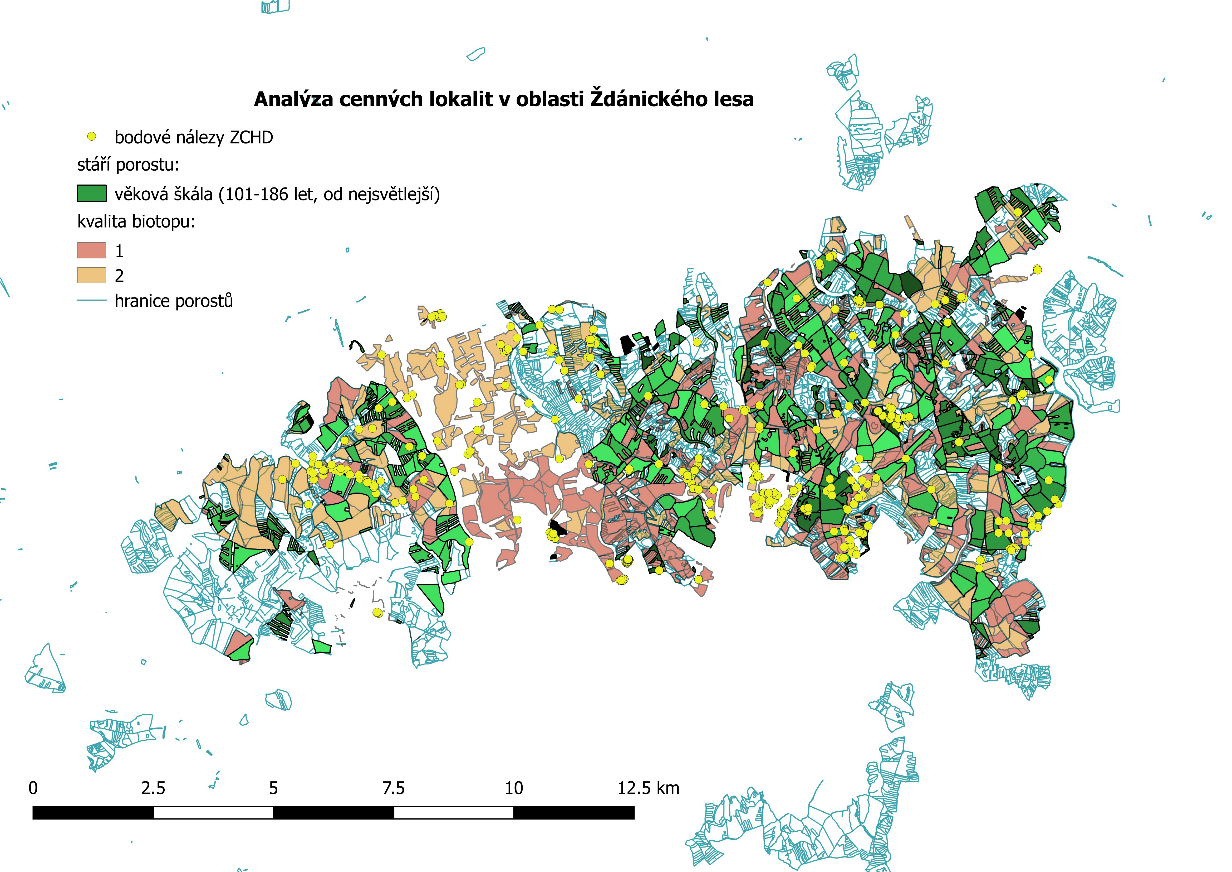 Analýza cenných lokalit v oblasti Ždánického lesa
bodové nálezy ZCHD
stáří porostu:
věková škála (101-186 let, od nejsvětlejší)
kvalita biotopu:
1
2
hranice porostů
0 2.5 5 7.5 10 12.5 km